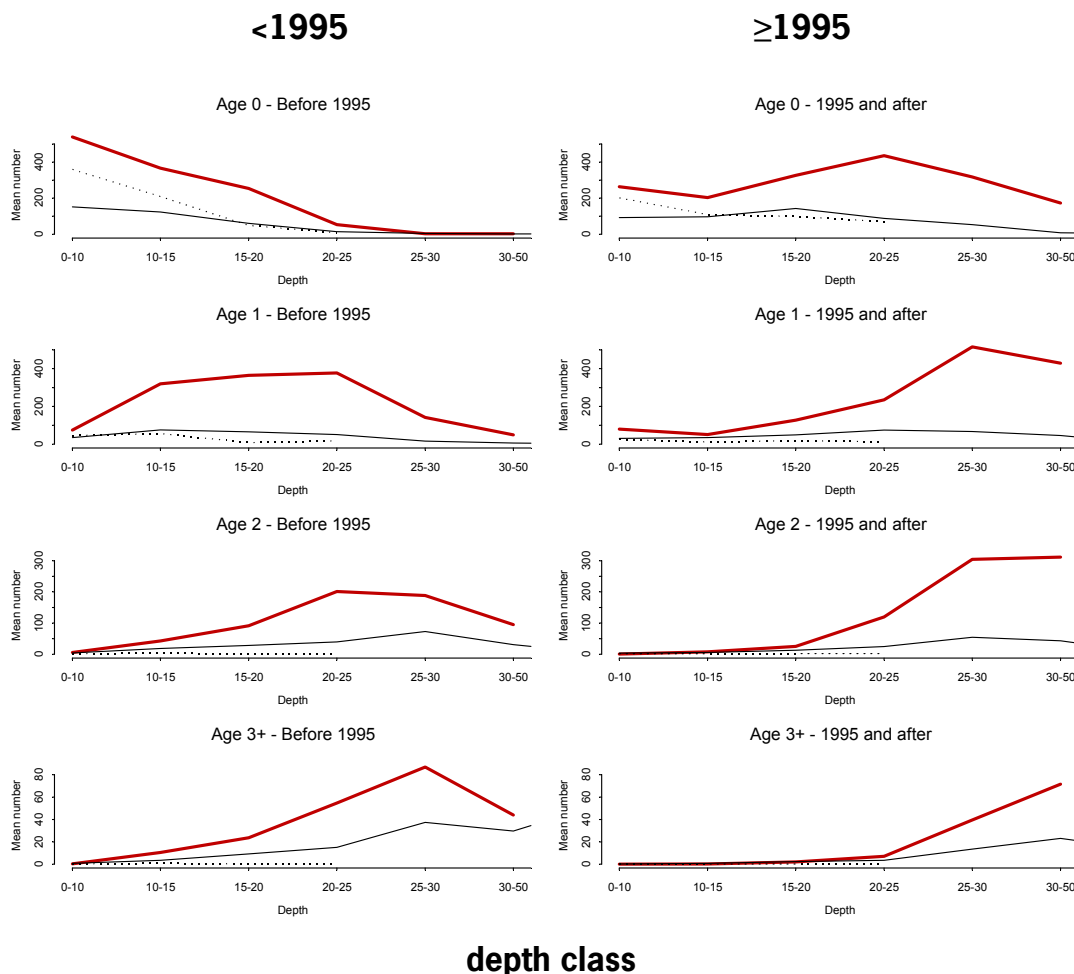 <1995 ≥1995
Age 0 - Before 1995
Mean number
0 200 400
0-10 10-15 15-20 20-25 25-30 30-50
Depth
Age 0 - 1995 and after
Mean number
0 200 400
0-10 10-15 15-20 20-25 25-30 30-50
Depth
Age 1 - Before 1995
Mean number
0 200 400
0-10 10-15 15-20 20-25 25-30 30-50
Depth
Age 1 - 1995 and after
Mean number
0 200 400
0-10 10-15 15-20 20-25 25-30 30-50
Depth
Age 2 - Before 1995
Mean number
0 100 200 300
0-10 10-15 15-20 20-25 25-30 30-50
Depth
Age 2 - 1995 and after
Mean number
0 100 200 300
0-10 10-15 15-20 20-25 25-30 30-50
Depth
Age 3+ - Before 1995
Mean number
0 20 40 60 80
0-10 10-15 15-20 20-25 25-30 30-50
Depth
Age 3+ - 1995 and after
Mean number
0 20 40 60 80
0-10 10-15 15-20 20-25 25-30 30-50
Depth
depth class